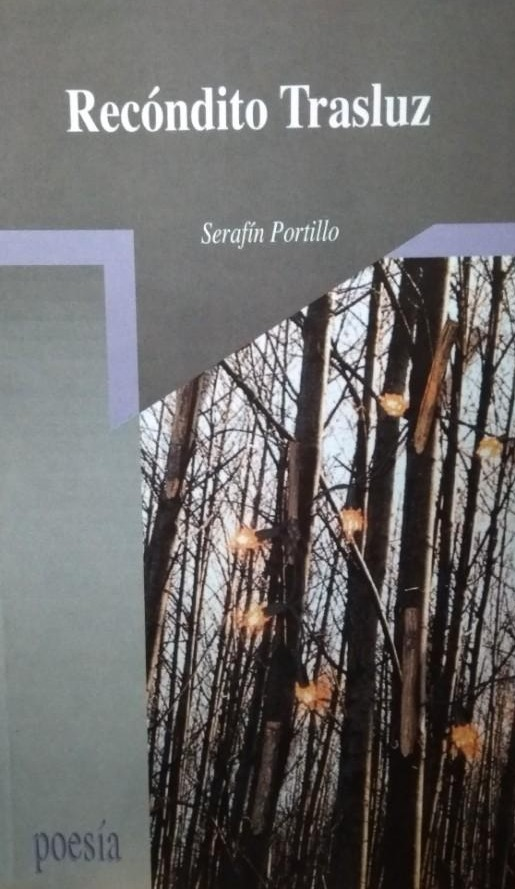 Recóndito Trasluz
Serafín Portillo
poesía